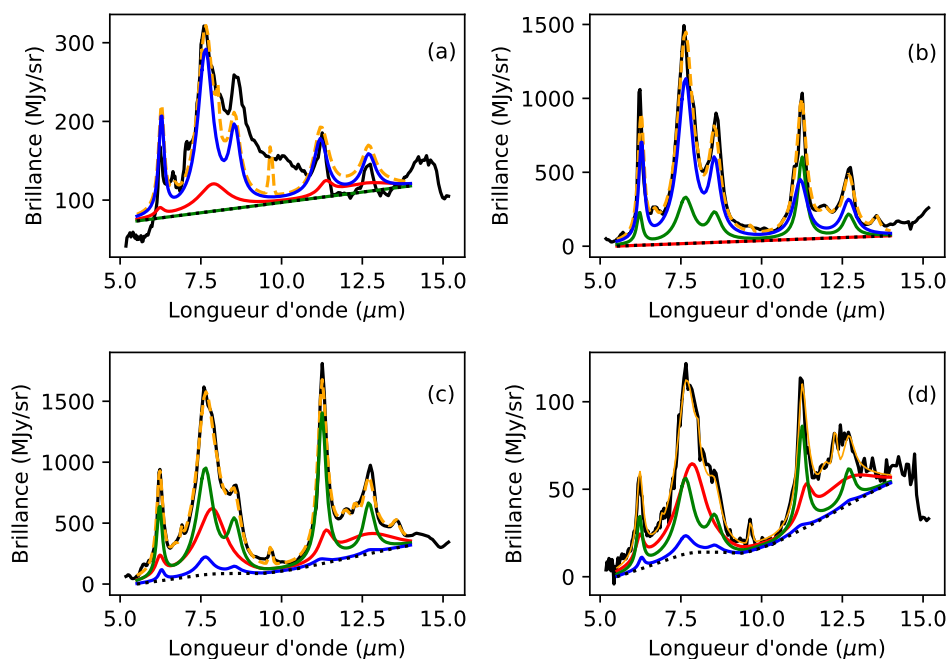 (a)
Brillance (MJy/sr)
300
200
100
5.0 7.5 10.0 12.5 15.0
Longueur d'onde (μm)
(b)
Brillance (MJy/sr)
1500
1000
500
0
5.0 7.5 10.0 12.5 15.0
Longueur d'onde (μm)
(c)
Brillance (MJy/sr)
1500
1000
500
0
5.0 7.5 10.0 12.5 15.0
Longueur d'onde (μm)
(d)
Brillance (MJy/sr)
100
50
0
5.0 7.5 10.0 12.5 15.0
Longueur d'onde (μm)